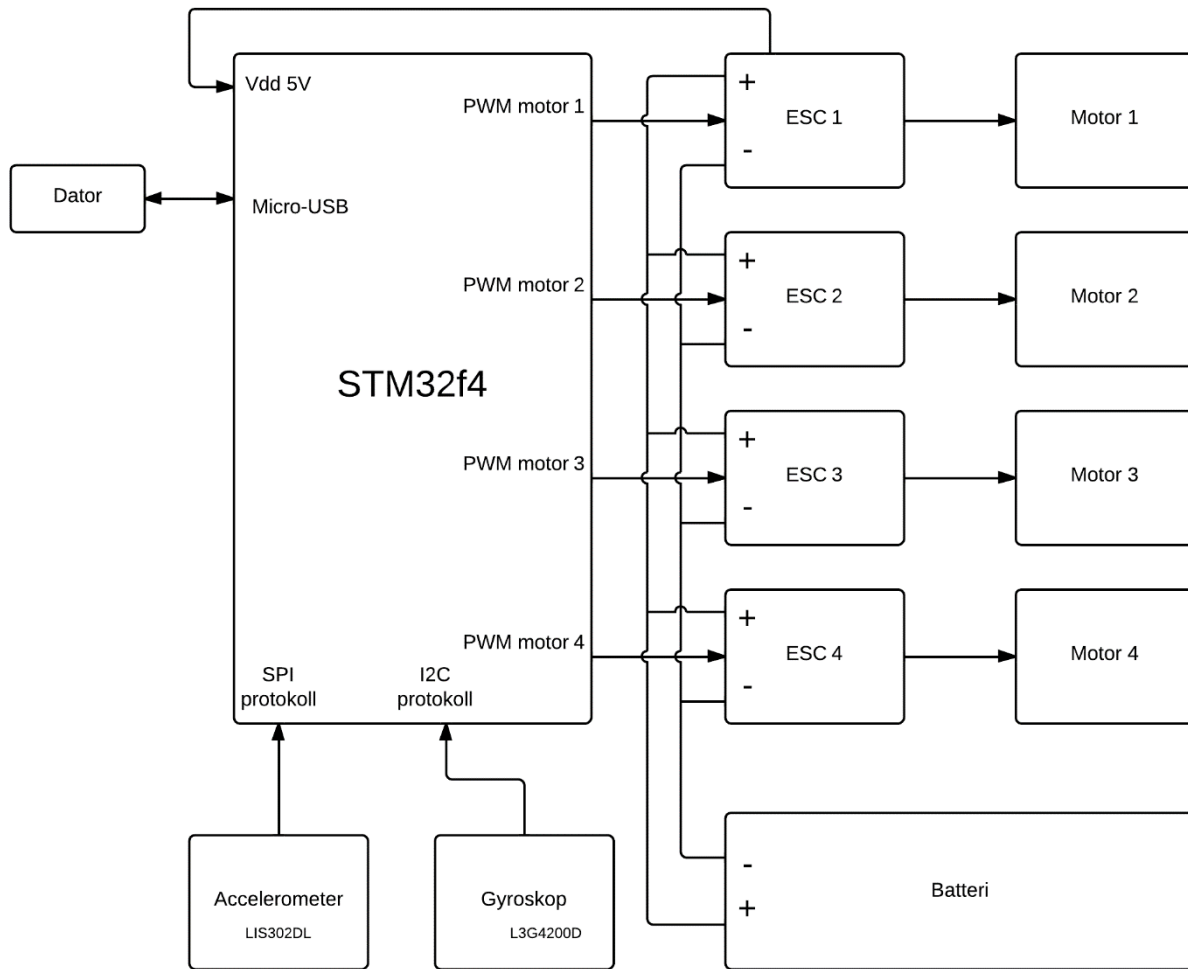 Vdd 5V
PWM motor 1
+
-
ESC 1
Motor 1
Dator
Micro-USB
PWM motor 2
+
-
ESC 2
Motor 2
STM32f4
PWM motor 3
+
-
ESC 3
Motor 3
PWM motor 4
+
-
ESC 4
Motor 4
SPI
protokoll
I2C
protokoll
Accelerometer
LIS302DL
Gyroskop
L3G4200D
-
+
Batteri